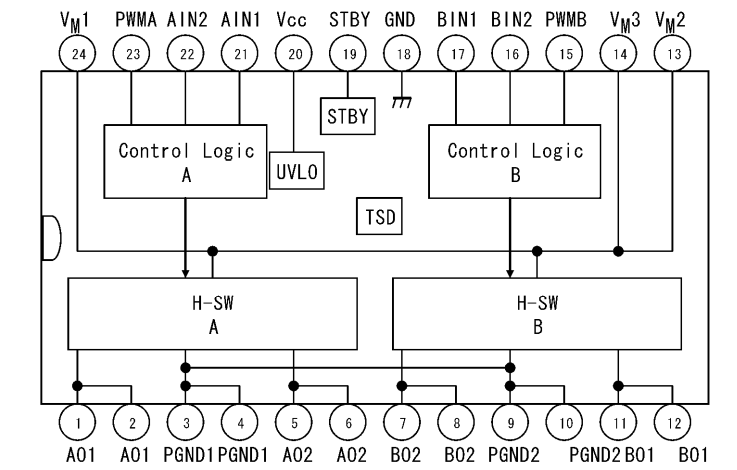 VM1 PWMA AIN2 AIN1 Vcc STBY GND BIN1 BIN2 PWMB VM3 VM2
24 23 22 21 20 19 18 17 16 15 14 13
STBY
Control Logic
A
UVLO
Control Logic
B
TSD
H-SW
A
H-SW
B
1 2 3 4 5 6 7 8 9 10 11 12
AO1 AO1 PGND1 PGND1 AO2 AO2 BO2 BO2 PGND2 PGND2 BO1 BO1